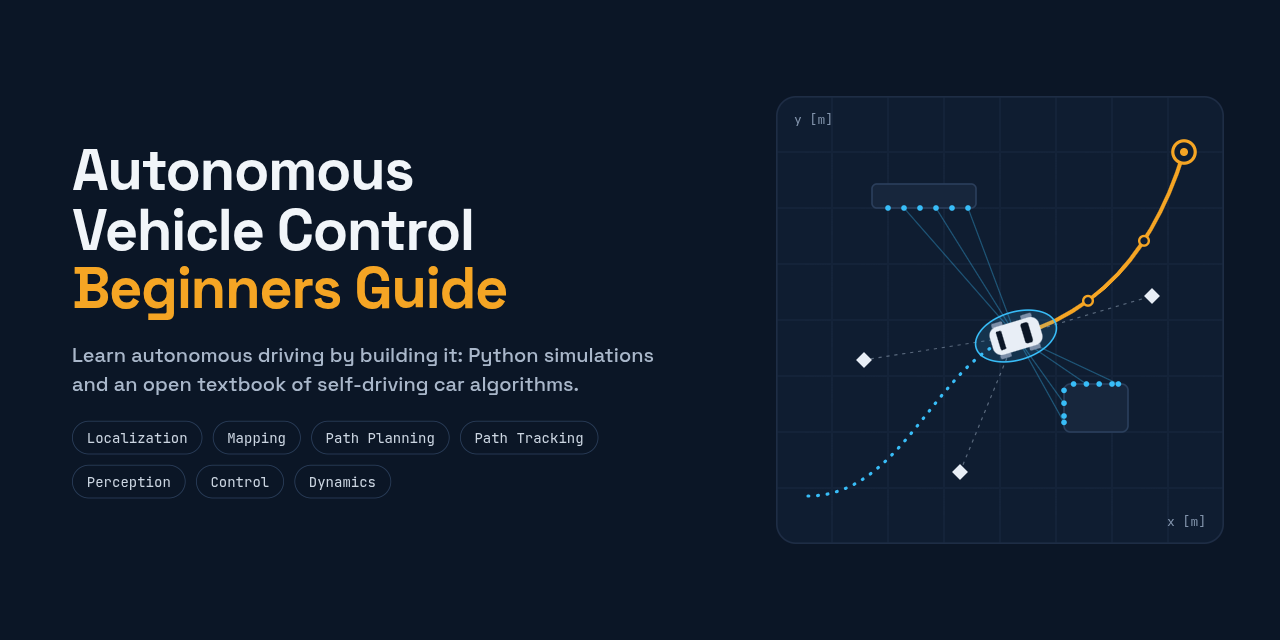 Autonomous
Vehicle Control
Beginners Guide
Learn autonomous driving by building it: Python simulations
and an open textbook of self-driving car algorithms.
Localization
Mapping
Path Planning
Path Tracking
Perception
Control
Dynamics
y [m]
x [m]